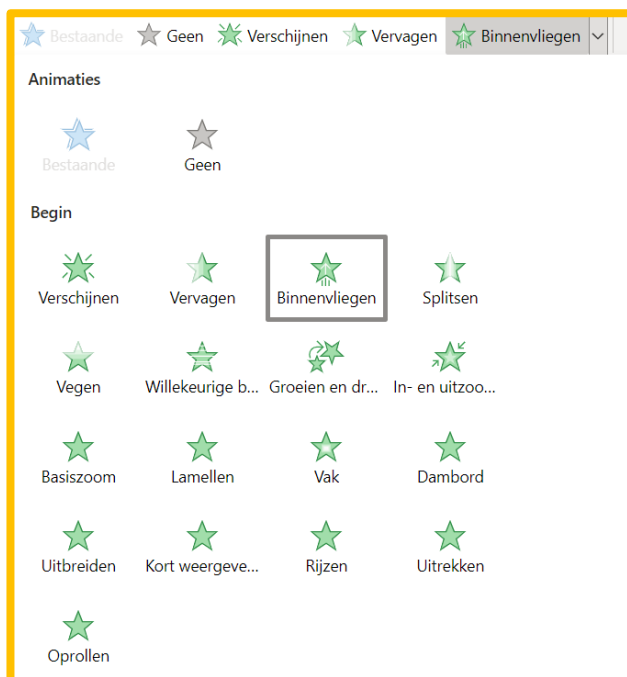 Bestaande Geen Verschijnen Vervagen Binnenvliegen
Animaties
Bestaande Geen
Begin
Verschijnen Vervagen Binnenvliegen Splitsen
Vegen Willekeurige b... Groeien en dr... In- en uitzoo...
Basiszoom Lamellen Vak Dambord
Uitbreiden Kort weergeve... Rijzen Uitrekken
Oprollen